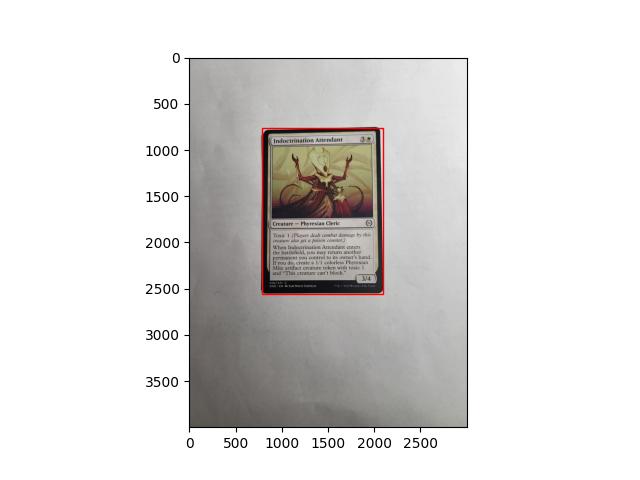 0
500
1000
1500
2000
2500
3000
3500
Indoctrination Attendant
3
Creature — Phyrexian Cleric
Toxic 1 (Players dealt combat damage by this
creature also get a poison counter.)
When Indoctrination Attendant enters
the battlefield, you may return another
permanent you control to its owner's hand.
If you do, create a 1/1 colorless Phyrexian
Mite artifact creature token with toxic 1
and "This creature can't block."
3/4
0
500
1000
1500
2000
2500